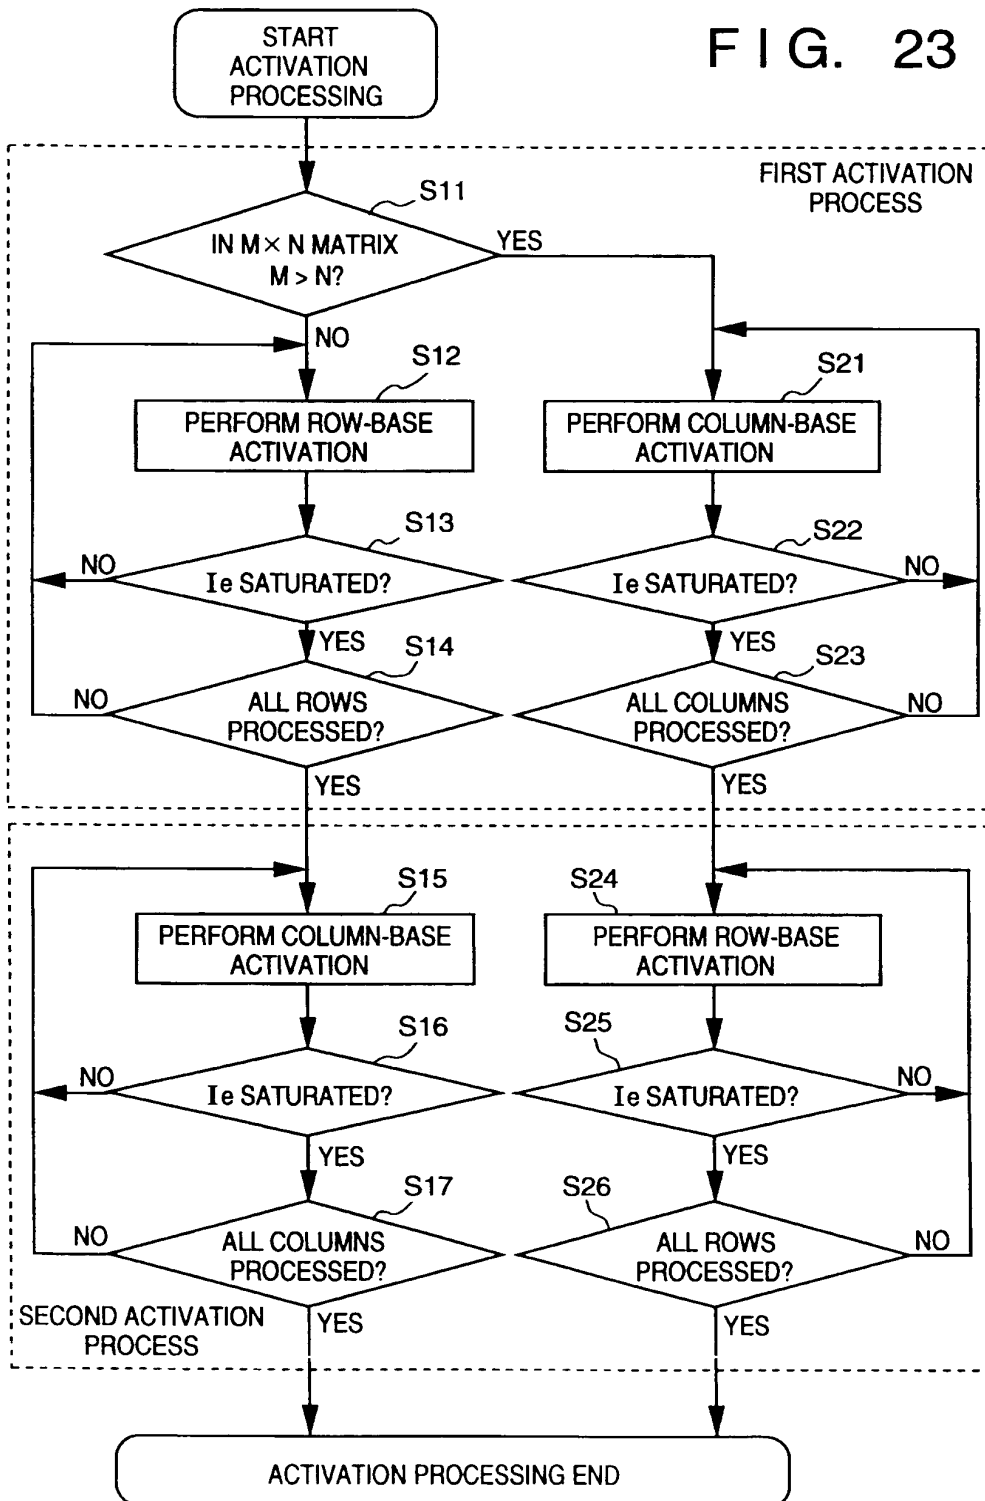 FIG. 23
START
ACTIVATION
PROCESSING
FIRST ACTIVATION
PROCESS
S11
IN M × N MATRIX
M > N?
YES
NO
S12
PERFORM ROW-BASE
ACTIVATION
S21
PERFORM COLUMN-BASE
ACTIVATION
S13
Ie SATURATED?
NO
YES
S22
Ie SATURATED?
NO
YES
S14
ALL ROWS
PROCESSED?
NO
YES
S23
ALL COLUMNS
PROCESSED?
NO
YES
S15
PERFORM COLUMN-BASE
ACTIVATION
S24
PERFORM ROW-BASE
ACTIVATION
S16
Ie SATURATED?
NO
YES
S25
Ie SATURATED?
NO
YES
S17
ALL COLUMNS
PROCESSED?
NO
YES
S26
ALL ROWS
PROCESSED?
NO
YES
SECOND ACTIVATION
PROCESS
ACTIVATION PROCESSING END